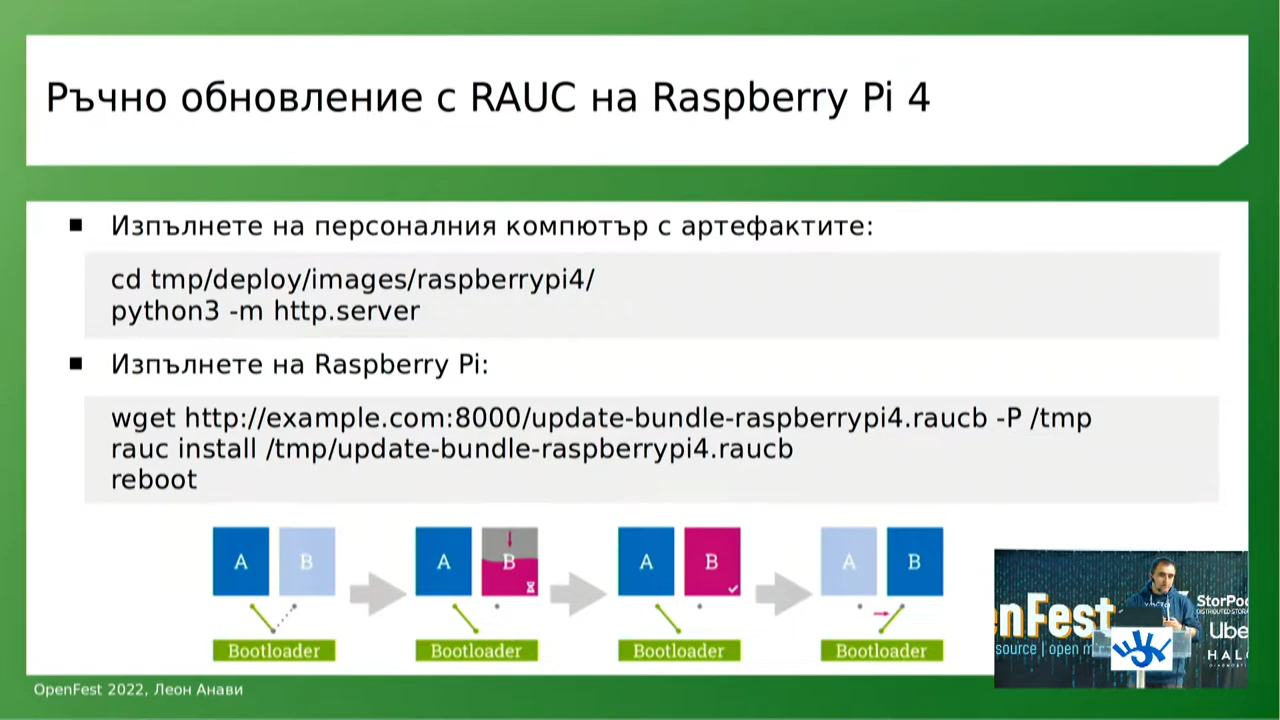 Ръчно обновление с RAUC на Raspberry Pi 4
Изпълнете на персоналния компютър с артефактите:
cd tmp/deploy/images/raspberrypi4/
python3 -m http.server
Изпълнете на Raspberry Pi:
wget http://example.com:8000/update-bundle-raspberrypi4.raucb -P /tmp
rauc install /tmp/update-bundle-raspberrypi4.raucb
reboot
A B A B A B A B
Bootloader Bootloader Bootloader Bootloader
enFest
source | open
StorPoo
Ube
HAL
OpenFest 2022, Леон Анави